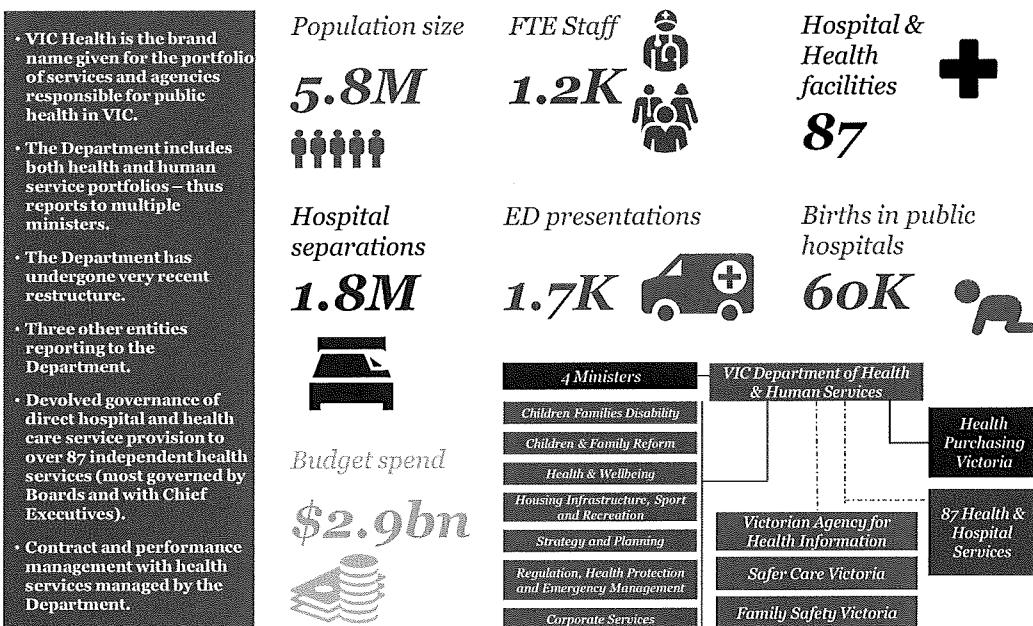 • VIC Health is the brand
name given for the portfolio
of services and agencies
responsible for public
health in VIC.
• The Department includes
both health and human
service portfolios – thus
reports to multiple
ministers.
• The Department has
undergone very recent
restructure.
• Three other entities
reporting to the
Department.
• Devolved governance of
direct hospital and health
care service provision to
over 87 independent health
services (most governed by
Boards and with Chief
Executives).
• Contract and performance
management with health
services managed by the
Department.
Population size
5.8M
FTE Staff
1.2K
Hospital &
Health
facilities
87
Hospital
separations
1.8M
ED presentations
1.7K
Births in public
hospitals
60K
Budget spend
$2.9bn
4 Ministers
Children Families Disability
Children & Family Reform
Health & Wellbeing
Housing Infrastructure, Sport
and Recreation
Strategy and Planning
Regulation, Health Protection
and Emergency Management
Corporate Services
VIC Department of Health
& Human Services
Health
Purchasing
Victoria
87 Health &
Hospital
Services
Victorian Agency for
Health Information
Safer Care Victoria
Family Safety Victoria